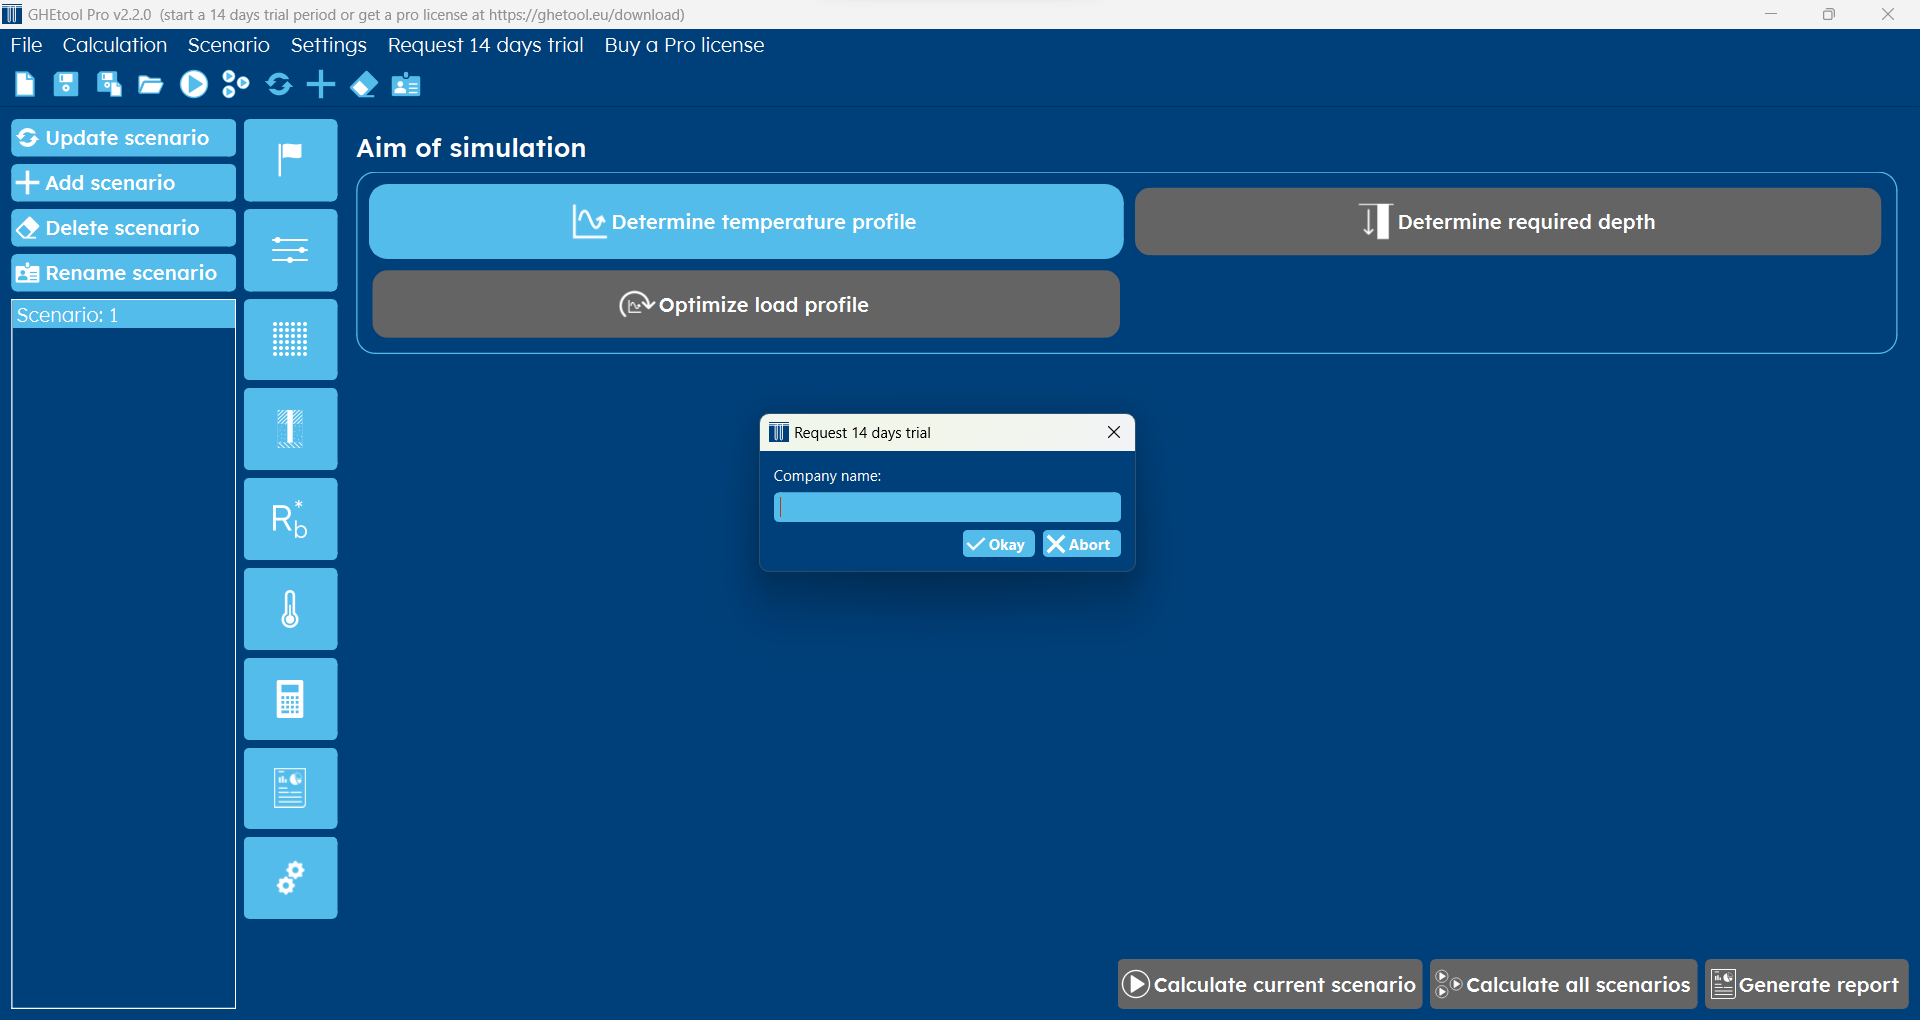 GHEtool Pro v2.2.0 (start a 14 days trial period or get a pro license at https://ghetool.eu/download)
File Calculation Scenario Settings Request 14 days trial Buy a Pro license
Update scenario
Add scenario
Delete scenario
Rename scenario
Scenario: 1
R*b
Aim of simulation
Determine temperature profile
Determine required depth
Optimize load profile
Request 14 days trial
Company name:
Okay
Abort
Calculate current scenario
Calculate all scenarios
Generate report